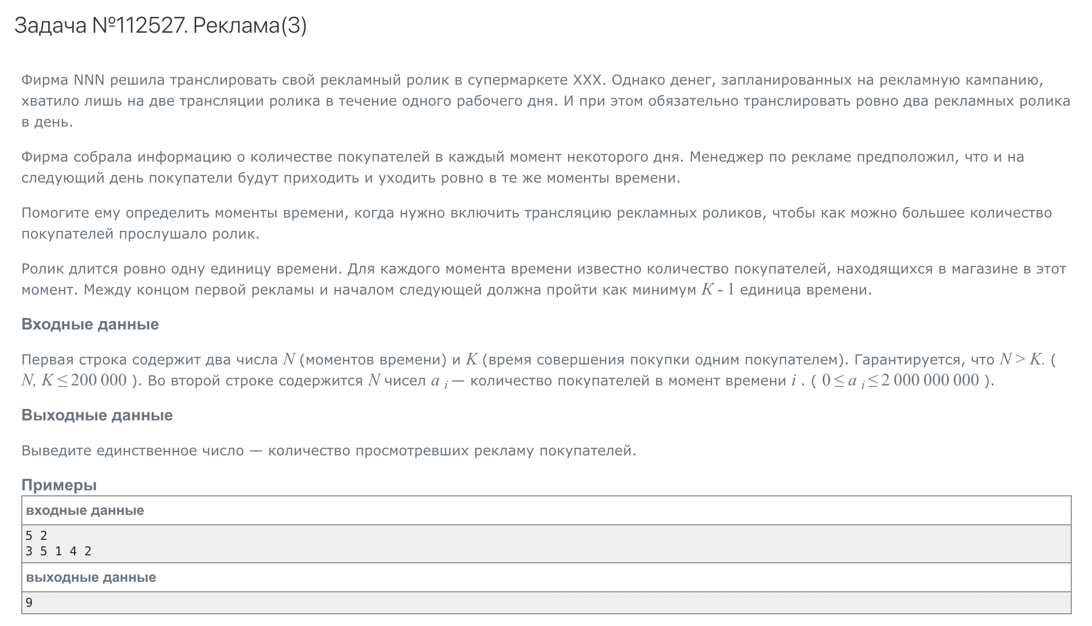 Задача №112527. Реклама(3)
Фирма NNN решила транслировать свой рекламный ролик в супермаркете XXX. Однако денег, запланированных на рекламную кампанию,
хватило лишь на две трансляции ролика в течение одного рабочего дня. И при этом обязательно транслировать ровно два рекламных ролика
в день.
Фирма собрала информацию о количестве покупателей в каждый момент некоторого дня. Менеджер по рекламе предположил, что и на
следующий день покупатели будут приходить и уходить ровно в те же моменты времени.
Помогите ему определить моменты времени, когда нужно включить трансляцию рекламных роликов, чтобы как можно большее количество
покупателей прослушало ролик.
Ролик длится ровно одну единицу времени. Для каждого момента времени известно количество покупателей, находящихся в магазине в этот
момент. Между концом первой рекламы и началом следующей должна пройти как минимум K - 1 единица времени.
Входные данные
Первая строка содержит два числа N (моментов времени) и K (время совершения покупки одним покупателем). Гарантируется, что N > K. (
N, K ≤ 200 000 ). Во второй строке содержится N чисел a i — количество покупателей в момент времени i . ( 0 ≤ a i ≤ 2 000 000 000 ).
Выходные данные
Выведите единственное число — количество просмотревших рекламу покупателей.
Примеры
входные данные
5 2
3 5 1 4 2
выходные данные
9